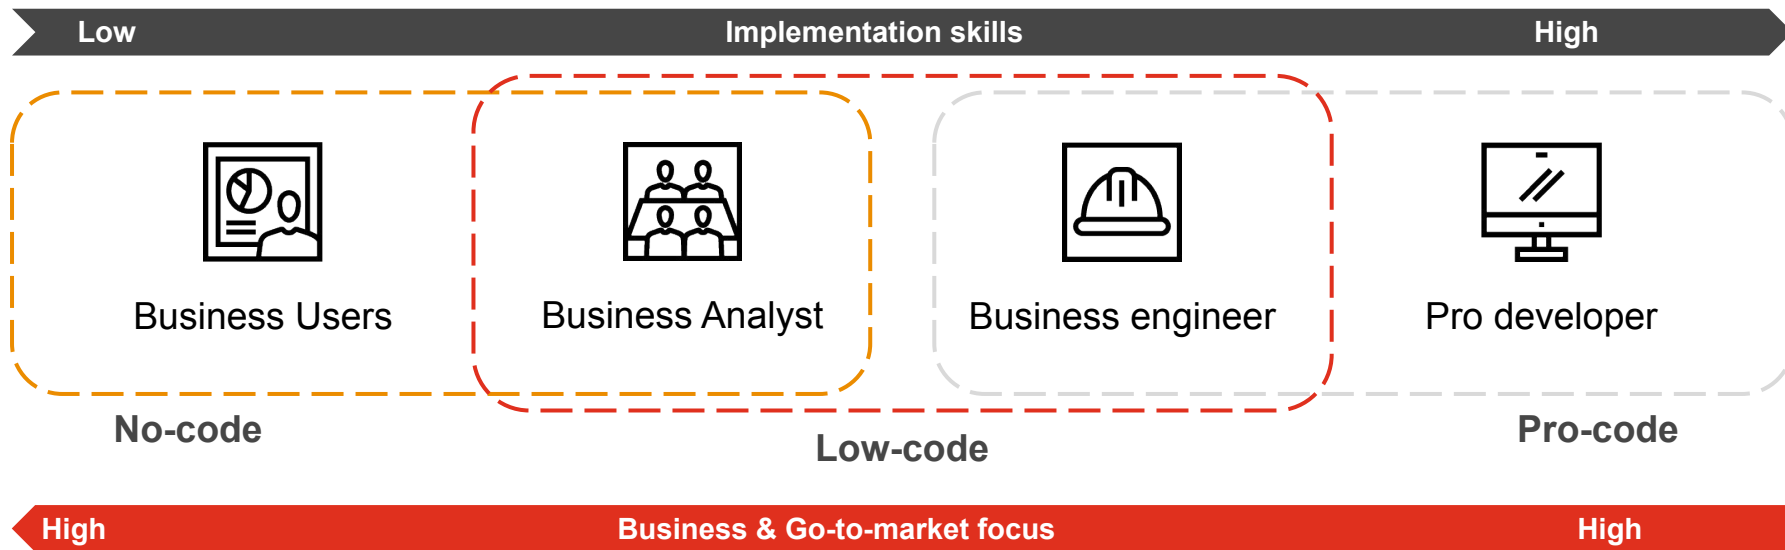 Low Implementation skills High
Business Users Business Analyst Business engineer Pro developer
No-code Low-code Pro-code
High Business & Go-to-market focus High